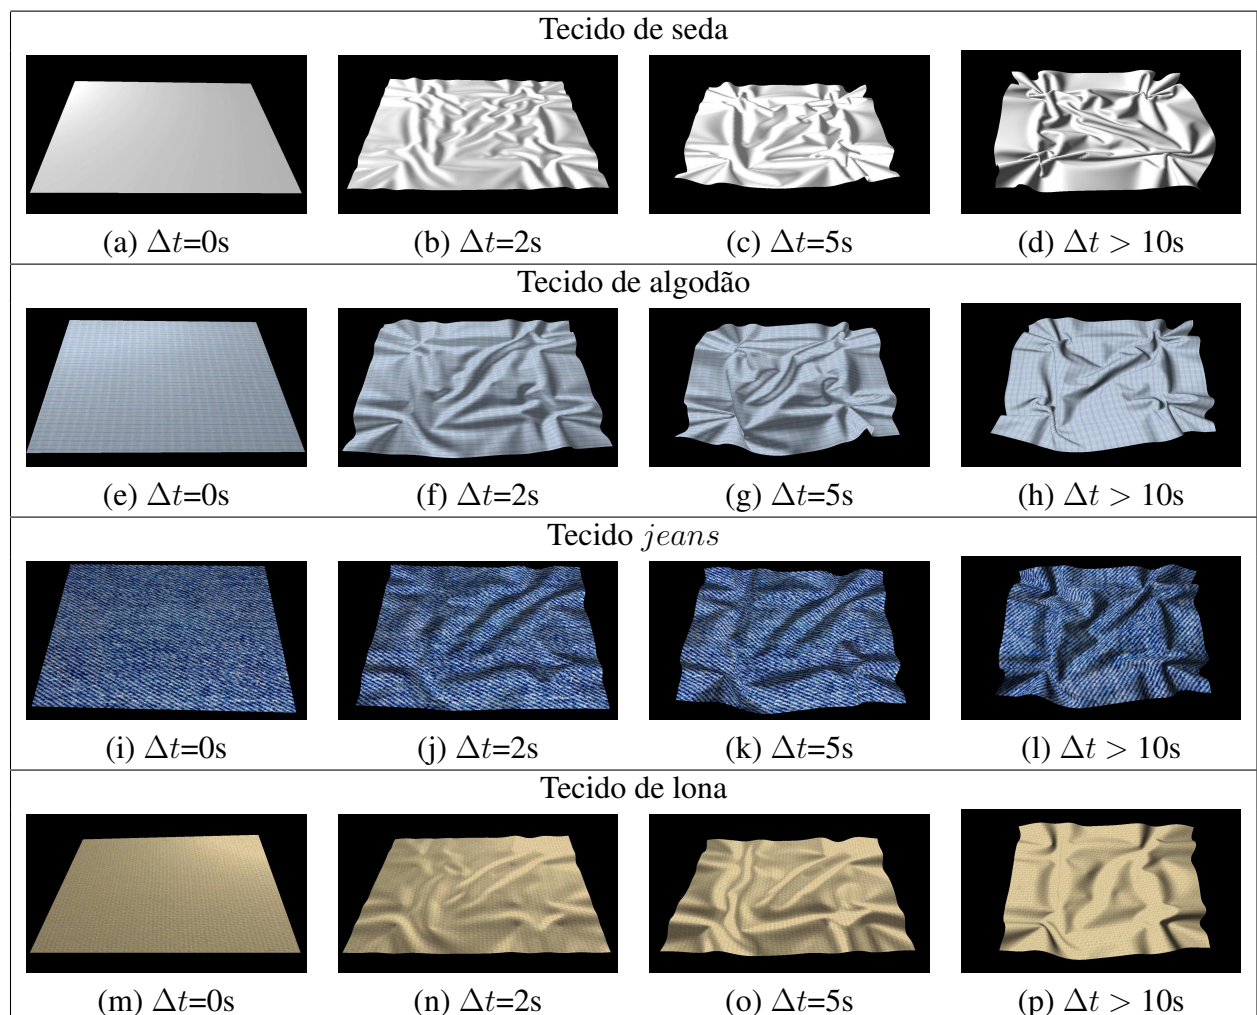 Tecido de seda
(a) Δt=0s (b) Δt=2s (c) Δt=5s (d) Δt > 10s
Tecido de algodão
(e) Δt=0s (f) Δt=2s (g) Δt=5s (h) Δt > 10s
Tecido jeans
(i) Δt=0s (j) Δt=2s (k) Δt=5s (l) Δt > 10s
Tecido de lona
(m) Δt=0s (n) Δt=2s (o) Δt=5s (p) Δt > 10s